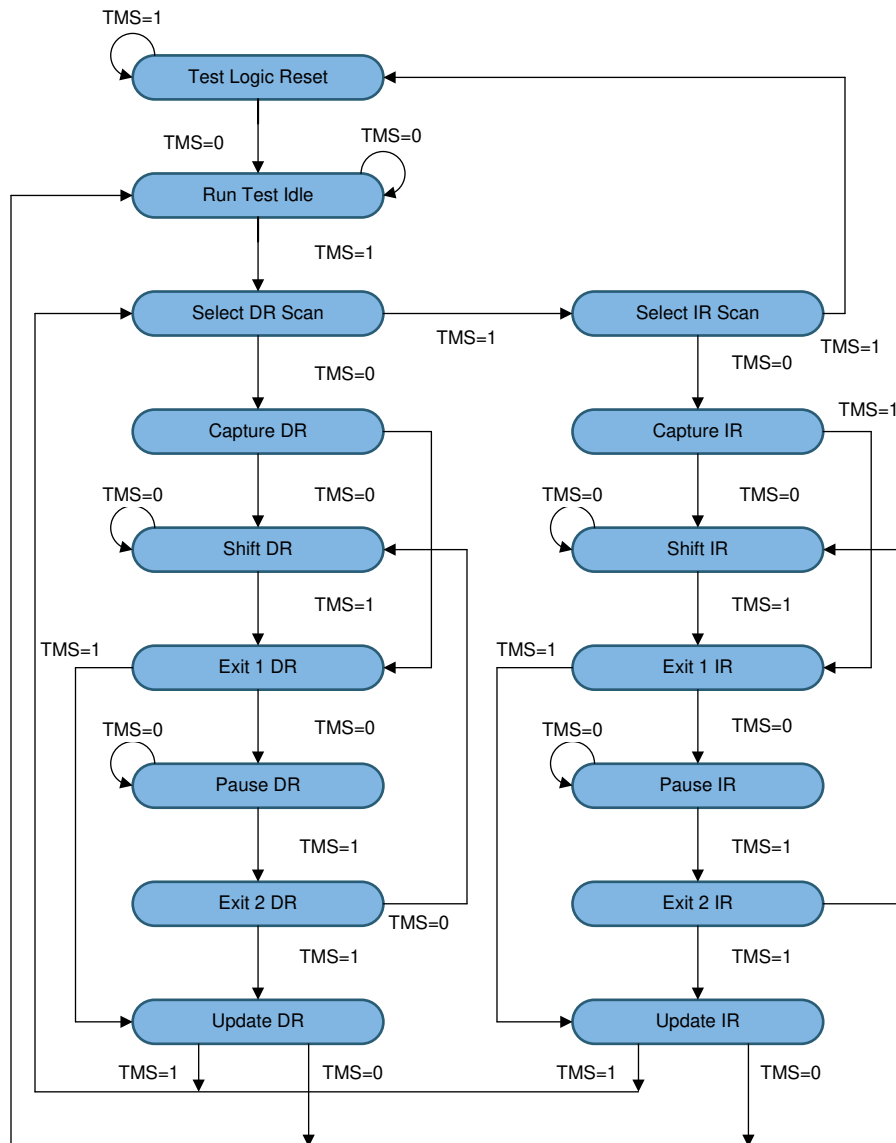 TMS=1
Test Logic Reset
TMS=0
TMS=0
Run Test Idle
TMS=1
Select DR Scan
Select IR Scan
TMS=1
TMS=1
TMS=0
TMS=0
TMS=1
Capture DR
Capture IR
TMS=0
TMS=0
TMS=0
TMS=0
Shift DR
Shift IR
TMS=1
TMS=1
TMS=1
TMS=1
Exit 1 DR
Exit 1 IR
TMS=0
TMS=0
TMS=0
TMS=0
Pause DR
Pause IR
TMS=1
TMS=1
Exit 2 DR
Exit 2 IR
TMS=0
TMS=1
TMS=1
Update DR
Update IR
TMS=1
TMS=0
TMS=1
TMS=0